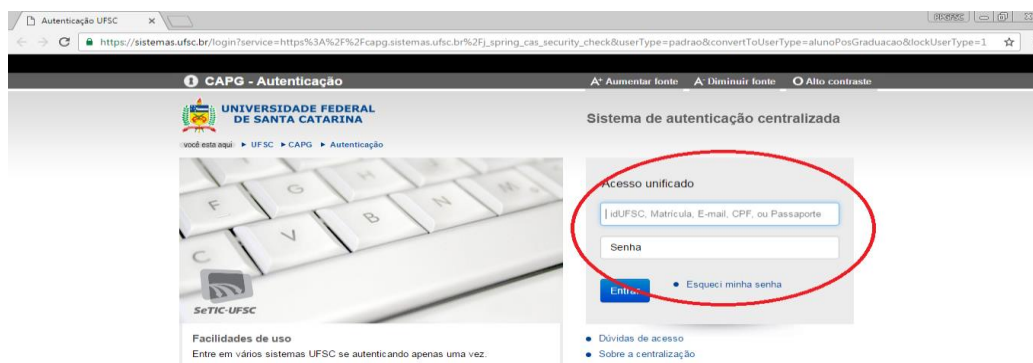 Autenticação UFSC
https://sistemas.ufsc.br/login?service=https%3A%2F%2Fcapg.sistemas.ufsc.br%2Fj_spring_cas_security_check&userType=padrao&convertToUserType=alunoPosGraduacao&lockUserType=1
CAPG - Autenticação
A+ Aumentar fonte A- Diminuir fonte Alto contraste
UNIVERSIDADE FEDERAL
DE SANTA CATARINA
Sistema de autenticação centralizada
você esta aqui ▸ UFSC ▸ CAPG ▸ Autenticação
Acesso unificado
idUFSC, Matrícula, E-mail, CPF, ou Passaporte
Senha
Entrar
Esqueci minha senha
G H M F B N V C
SeTIC-UFSC
Facilidades de uso
Entre em vários sistemas UFSC se autenticando apenas uma vez.
Dúvidas de acesso
Sobre a centralização